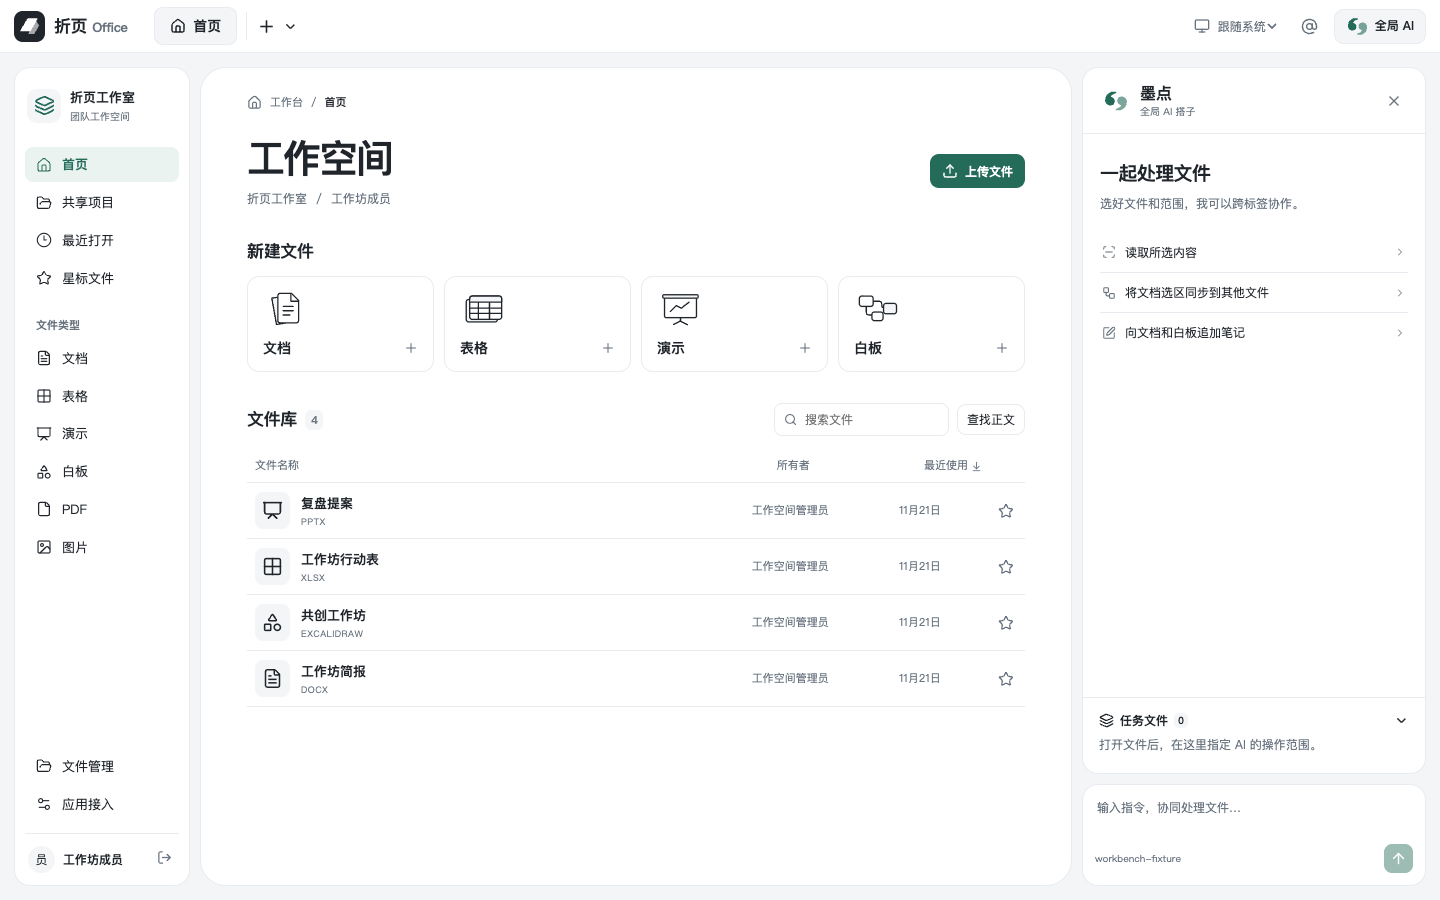 折页 Office
首页
跟随系统
全局 AI
折页工作室
团队工作空间
首页
共享项目
最近打开
星标文件
文件类型
文档
表格
演示
白板
PDF
图片
文件管理
应用接入
员 工作坊成员
工作台 / 首页
工作空间
折页工作室 / 工作坊成员
上传文件
新建文件
文档
表格
演示
白板
文件库 4
搜索文件
查找正文
文件名称 所有者 最近使用
复盘提案
PPTX
工作空间管理员 11月21日
工作坊行动表
XLSX
工作空间管理员 11月21日
共创工作坊
EXCALIDRAW
工作空间管理员 11月21日
工作坊简报
DOCX
工作空间管理员 11月21日
墨点
全局 AI 搭子
一起处理文件
选好文件和范围，我可以跨标签协作。
读取所选内容
将文档选区同步到其他文件
向文档和白板追加笔记
任务文件 0
打开文件后，在这里指定 AI 的操作范围。
输入指令，协同处理文件...
workbench-fixture